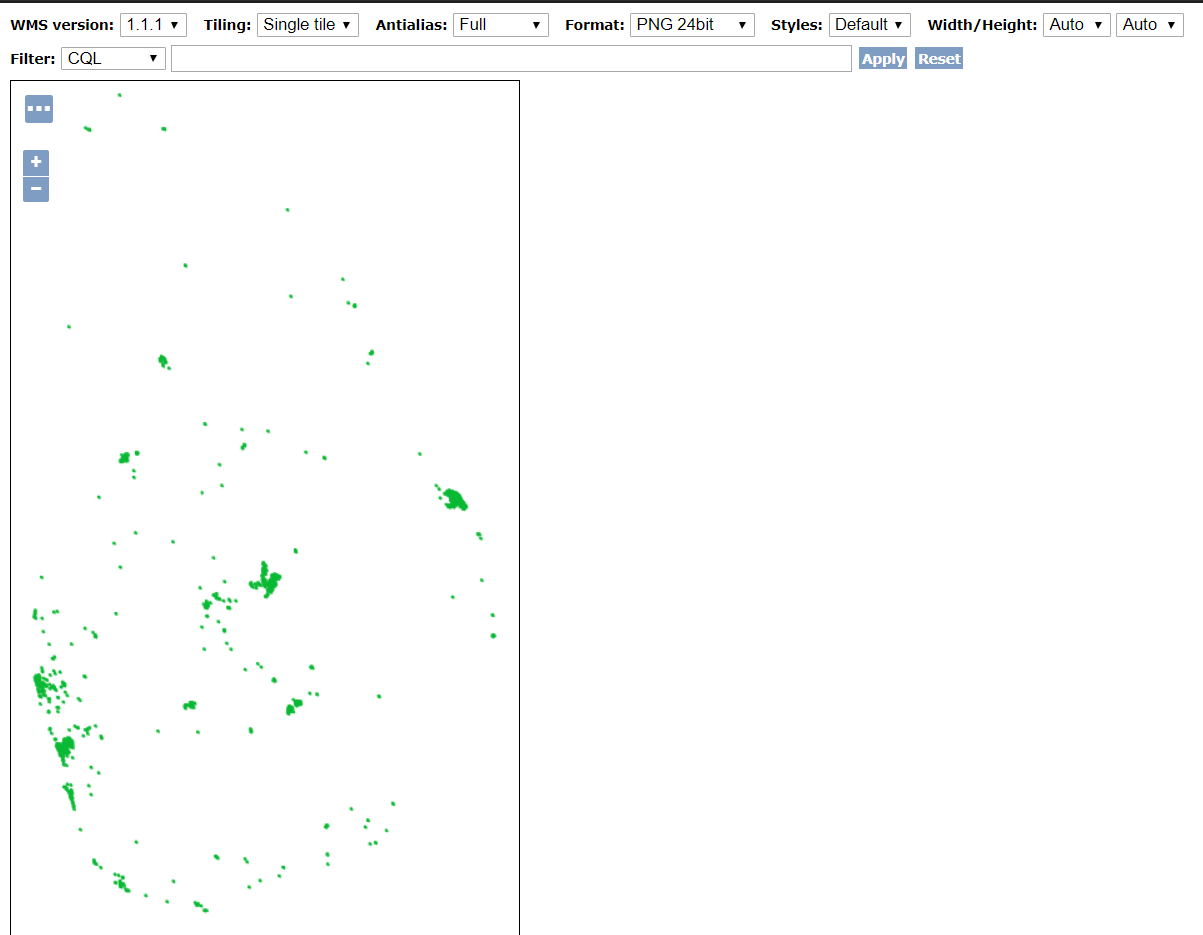 WMS version: 1.1.1 Tiling: Single tile Antialias: Full Format: PNG 24bit Styles: Default Width/Height: Auto Auto
Filter: CQL Apply Reset
+
−